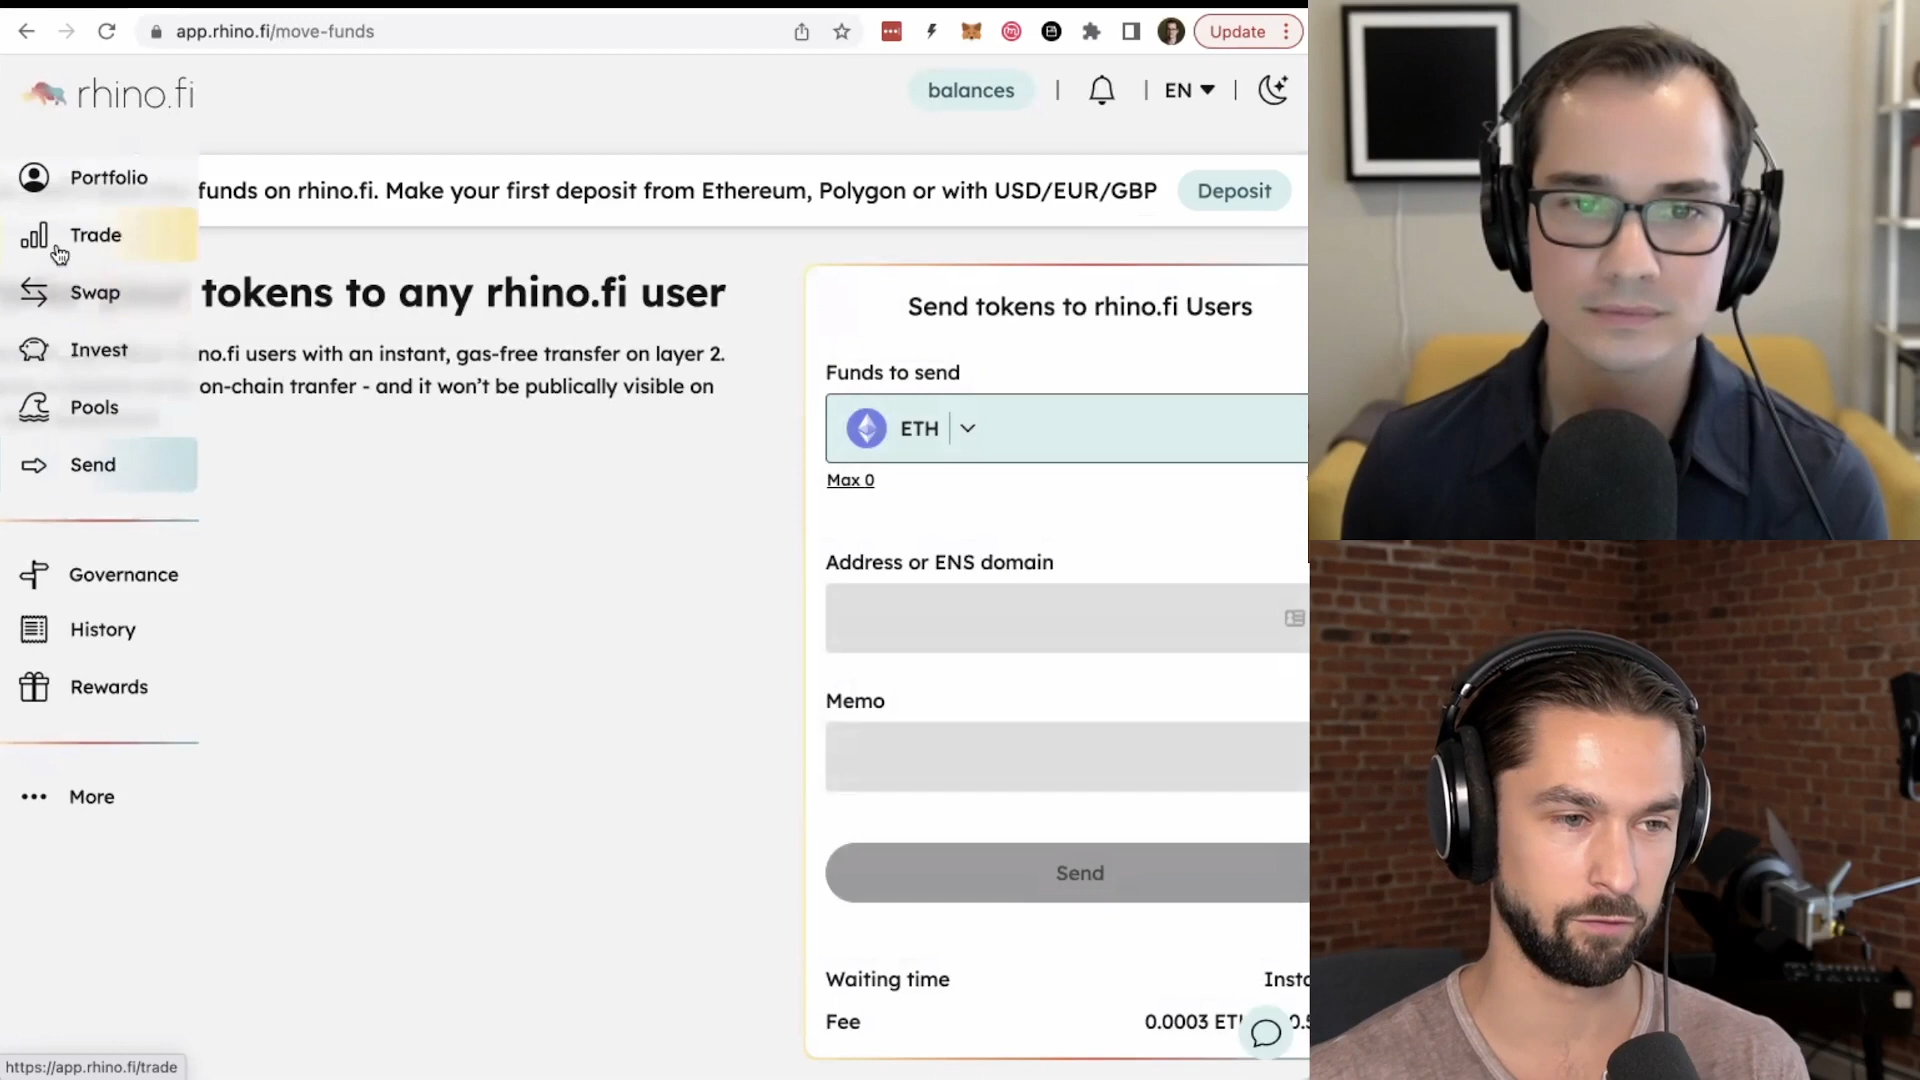 app.rhino.fi/move-funds
Update
rhino.fi
balances
EN
Portfolio
funds on rhino.fi. Make your first deposit from Ethereum, Polygon or with USD/EUR/GBP
Deposit
Trade
Swap
Invest
Pools
Send
tokens to any rhino.fi user
no.fi users with an instant, gas-free transfer on layer 2.
on-chain tranfer - and it won't be publically visible on
Governance
History
Rewards
More
Send tokens to rhino.fi Users
Funds to send
ETH
Max 0
Address or ENS domain
Memo
Send
Waiting time
Fee
0.0003
https://app.rhino.fi/trade